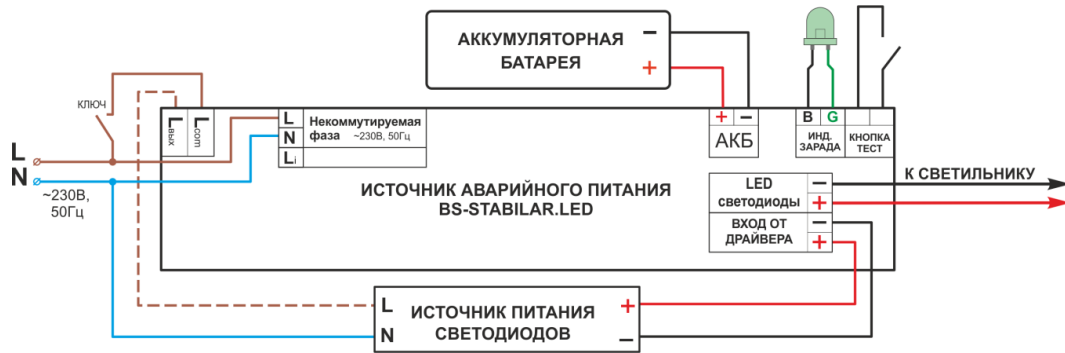 АККУМУЛЯТОРНАЯ
БАТАРЕЯ
−
+
КЛЮЧ
Lвых
Lcom
L
N
Li
Некоммутируемая
фаза ~230В, 50Гц
+ −
АКБ
B G
ИНД.
ЗАРАДА
КНОПКА
ТЕСТ
L
N
~230В,
50Гц
ИСТОЧНИК АВАРИЙНОГО ПИТАНИЯ
BS-STABILAR.LED
LED
светодиоды
−
+
К СВЕТИЛЬНИКУ
ВХОД ОТ
ДРАЙВЕРА
−
+
L
N
ИСТОЧНИК ПИТАНИЯ
СВЕТОДИОДОВ
+
−